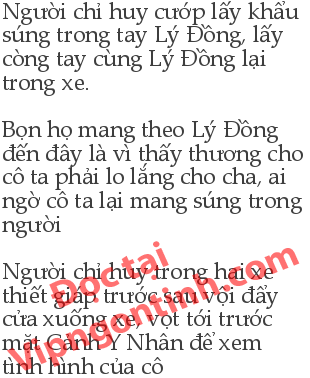 Người chỉ huy cướp lấy khẩu
súng trong tay Lý Đồng, lấy
còng tay cùng Lý Đồng lại
trong xe.
Bọn họ mang theo Lý Đồng
đến đây là vì thấy thương cho
cô ta phải lo lắng cho cha, ai
ngờ cô ta lại mang súng trong
người
Người chỉ huy trong hai xe
thiết giáp trước sau vội đẩy
cửa xuống xe, vọt tới trước
mặt Cảnh Y Nhân để xem
tình hình của cô
Đọc tại
Vipngontinh.com